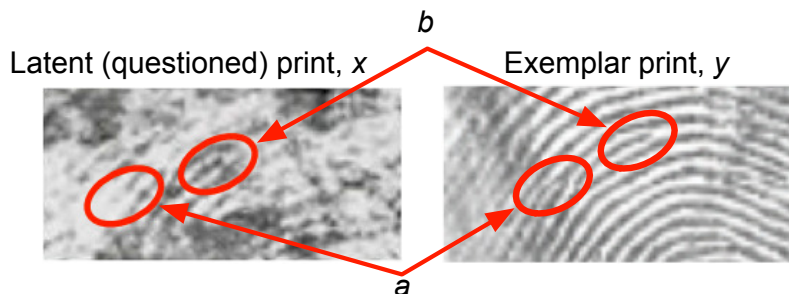 b
Latent (questioned) print, x
Exemplar print, y
a